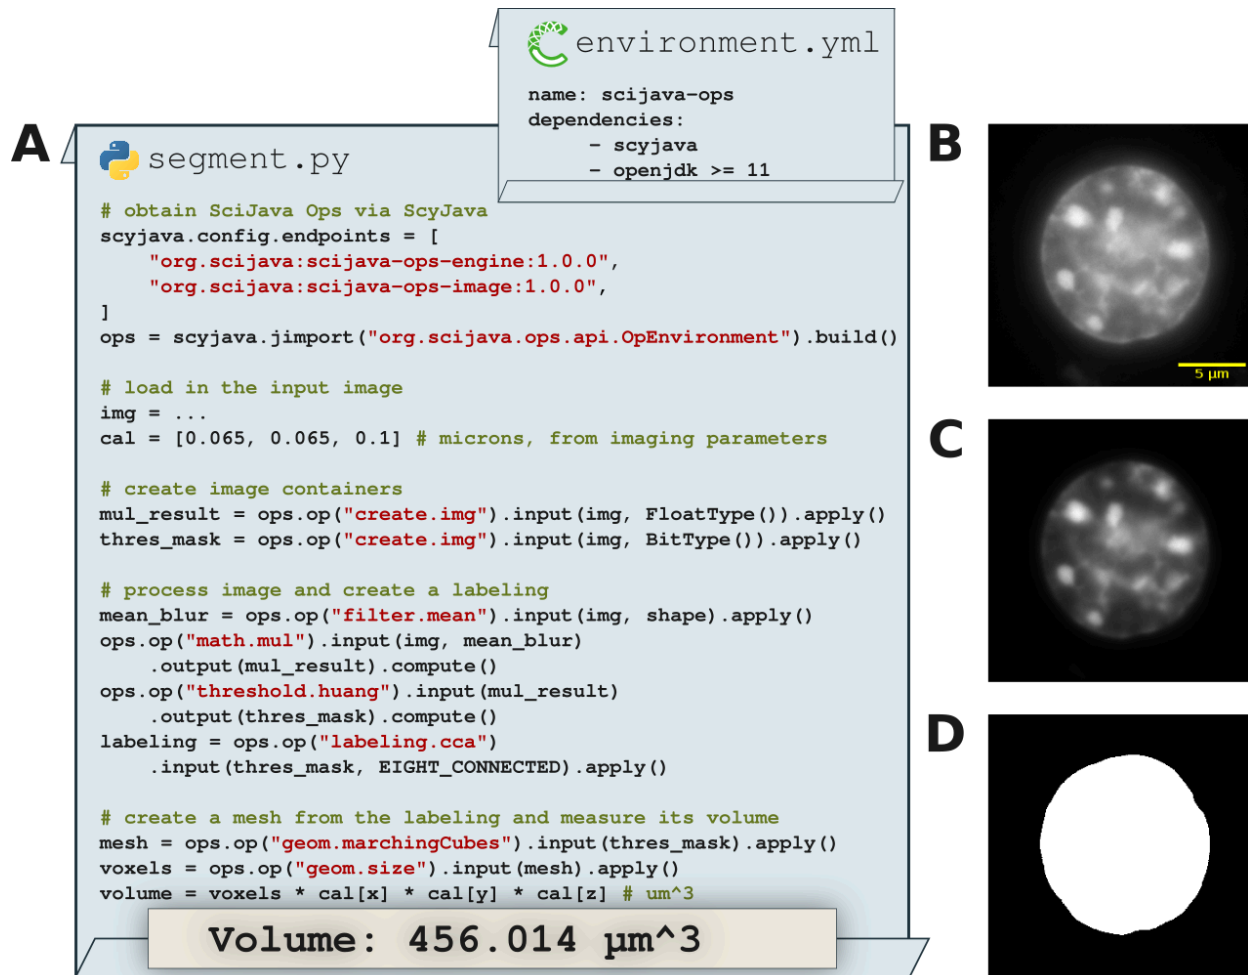 environment.yml
name: scijava-ops
dependencies:
- scyjava
- openjdk >= 11
A
segment.py
# obtain SciJava Ops via ScyJava
scyjava.config.endpoints = [
"org.scijava:scijava-ops-engine:1.0.0",
"org.scijava:scijava-ops-image:1.0.0",
]
ops = scyjava.jimport("org.scijava.ops.api.OpEnvironment").build()
# load in the input image
img = ...
cal = [0.065, 0.065, 0.1] # microns, from imaging parameters
# create image containers
mul_result = ops.op("create.img").input(img, FloatType()).apply()
thres_mask = ops.op("create.img").input(img, BitType()).apply()
# process image and create a labeling
mean_blur = ops.op("filter.mean").input(img, shape).apply()
ops.op("math.mul").input(img, mean_blur)
.output(mul_result).compute()
ops.op("threshold.huang").input(mul_result)
.output(thres_mask).compute()
labeling = ops.op("labeling.cca")
.input(thres_mask, EIGHT_CONNECTED).apply()
# create a mesh from the labeling and measure its volume
mesh = ops.op("geom.marchingCubes").input(thres_mask).apply()
voxels = ops.op("geom.size").input(mesh).apply()
volume = voxels * cal[x] * cal[y] * cal[z] # um^3
Volume: 456.014 µm^3
B
5 µm
C
D